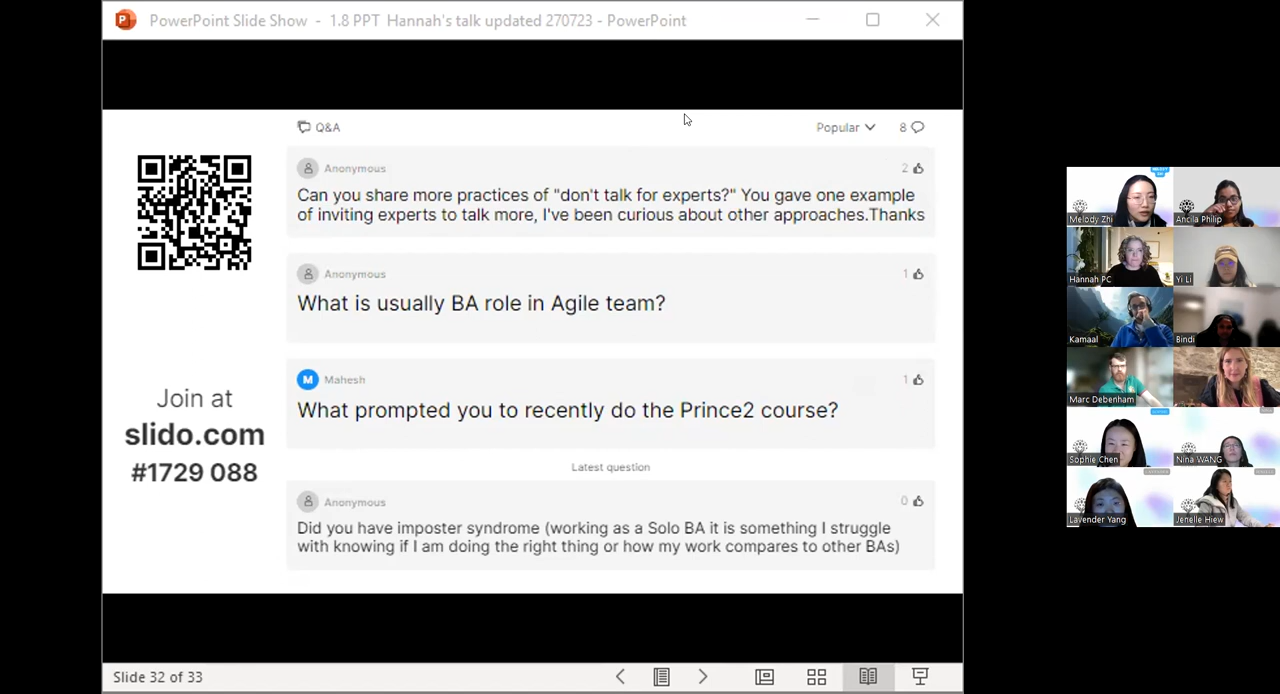 PowerPoint Slide Show - 1.8 PPT Hannah's talk updated 270723 - PowerPoint
Q&A
Popular
8
Anonymous
2
Can you share more practices of "don't talk for experts?" You gave one example
of inviting experts to talk more, I've been curious about other approaches.Thanks
Anonymous
1
What is usually BA role in Agile team?
M Mahesh
1
What prompted you to recently do the Prince2 course?
Latest question
Anonymous
0
Did you have imposter syndrome (working as a Solo BA it is something I struggle
with knowing if I am doing the right thing or how my work compares to other BAs)
Join at
slido.com
#1729 088
Slide 32 of 33
Melody Zhi
Ancila Philip
Hannah PC
Yi Li
Kamaal
Bindi
Marc Debenham
Sophie Chen
Nina WANG
Lavender Yang
Jenelle Hiew